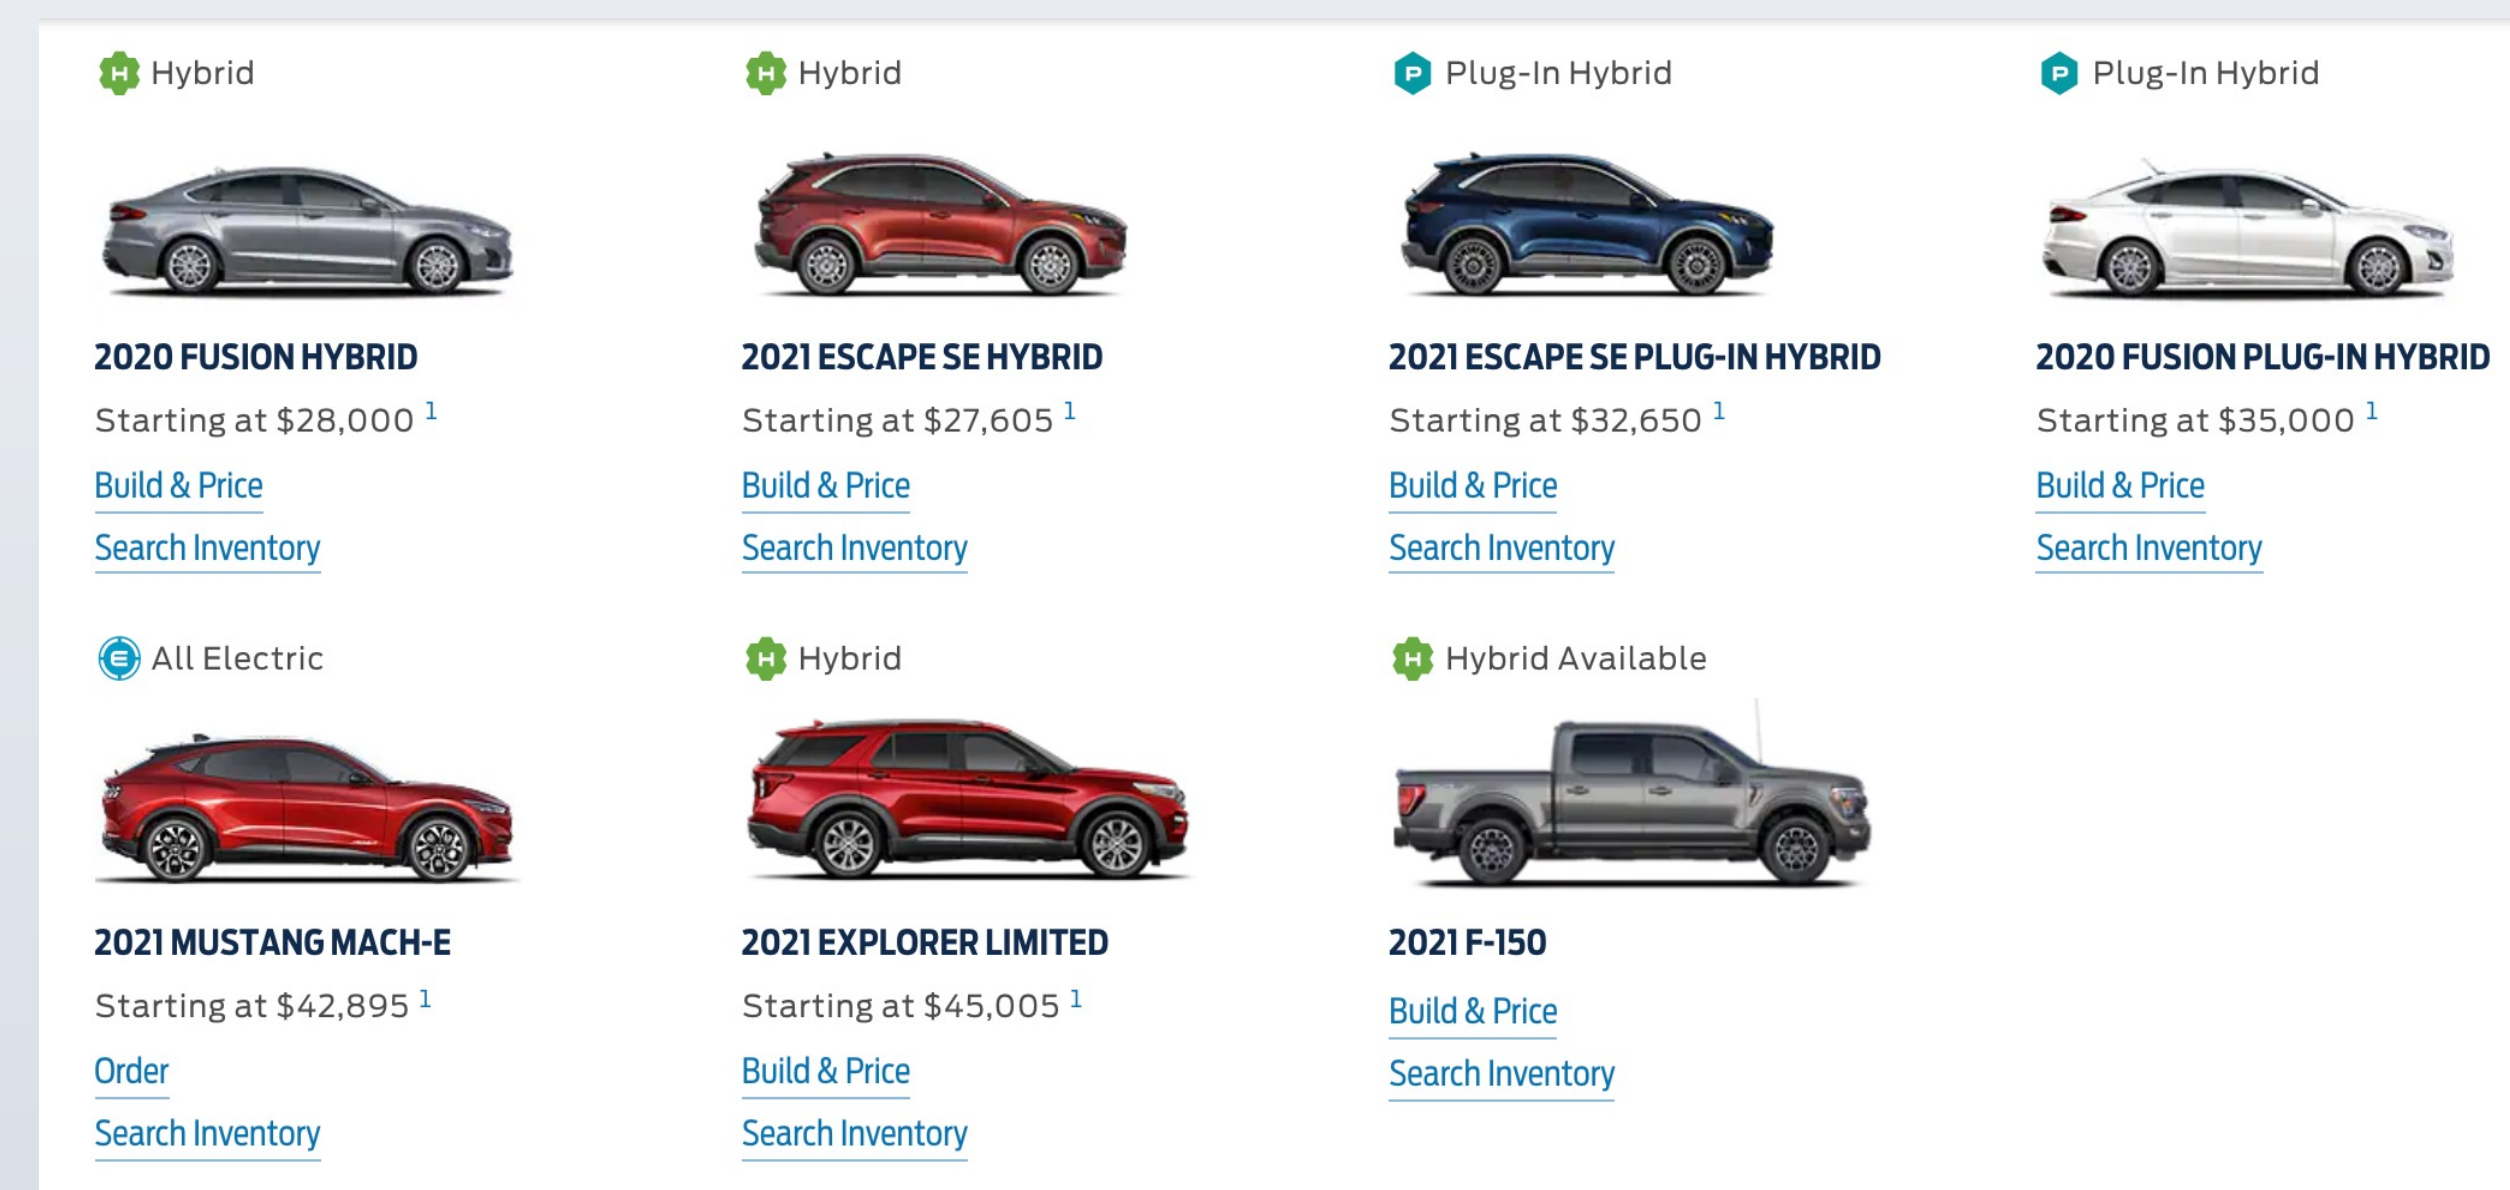 H Hybrid
H Hybrid
P Plug-In Hybrid
P Plug-In Hybrid
2020 FUSION HYBRID
2021 ESCAPE SE HYBRID
2021 ESCAPE SE PLUG-IN HYBRID
2020 FUSION PLUG-IN HYBRID
Starting at $28,000 1
Starting at $27,605 1
Starting at $32,650 1
Starting at $35,000 1
Build & Price
Build & Price
Build & Price
Build & Price
Search Inventory
Search Inventory
Search Inventory
Search Inventory
E All Electric
H Hybrid
H Hybrid Available
2021 MUSTANG MACH-E
2021 EXPLORER LIMITED
2021 F-150
Starting at $42,895 1
Starting at $45,005 1
Build & Price
Order
Build & Price
Search Inventory
Search Inventory
Search Inventory